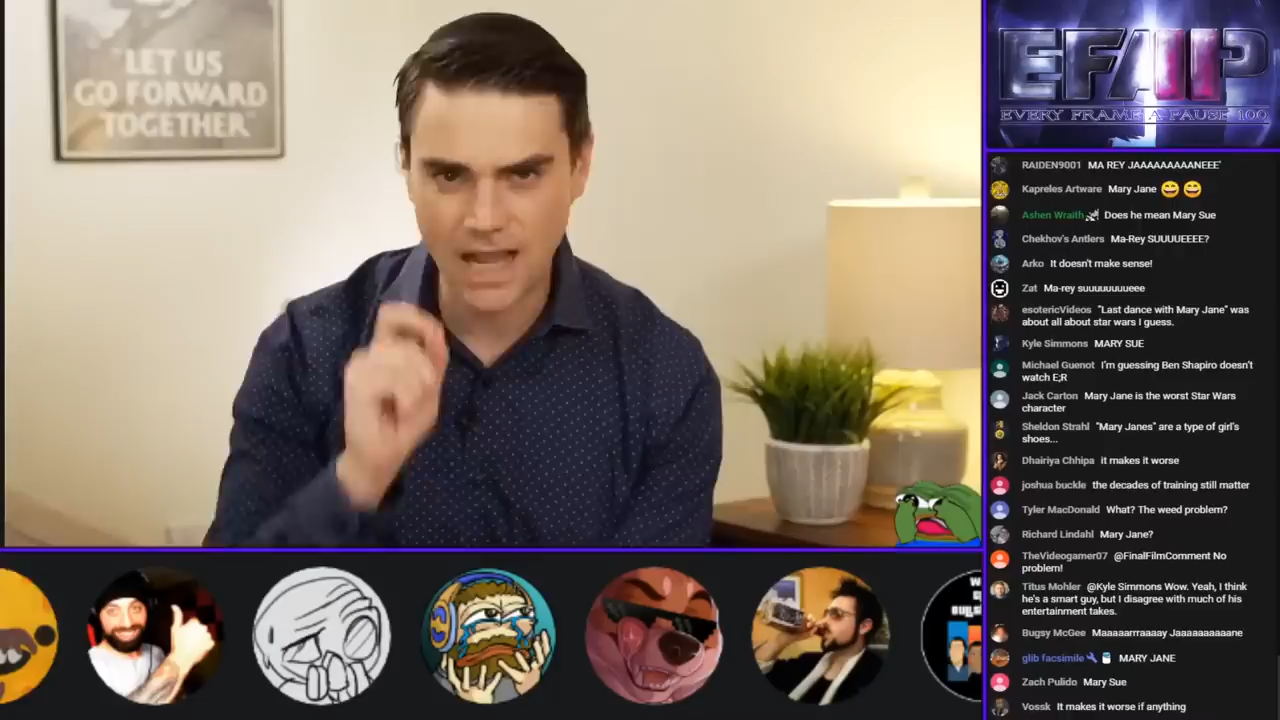 "LET US
GO FORWARD
TOGETHER"
EFAP
EVERY FRAME A PAUSE 100
RAIDEN9001 MA REY JAAAAAAAAANEEE'
Kapreles Artware Mary Jane 😄 😄
Ashen Wraith Does he mean Mary Sue
Chekhov's Antlers Ma-Rey SUUUUEEEE?
Arko It doesn't make sense!
Zat Ma-rey suuuuuuuueee
esotericVideos "Last dance with Mary Jane" was
about all about star wars I guess.
Kyle Simmons MARY SUE
Michael Guenot I'm guessing Ben Shapiro doesn't
watch E;R
Jack Carton Mary Jane is the worst Star Wars
character
Sheldon Strahl "Mary Janes" are a type of girl's
shoes...
Dhairiya Chhipa it makes it worse
joshua buckle the decades of training still matter
Tyler MacDonald What? The weed problem?
Richard Lindahl Mary Jane?
TheVideogamer07 @FinalFilmComment No
problem!
Titus Mohler @Kyle Simmons Wow. Yeah, I think
he's a smart guy, but I disagree with much of his
entertainment takes.
Bugsy McGee Maaaaarrraaaay Jaaaaaaaaaane
glib facsimile MARY JANE
Zach Pulido Mary Sue
Vossk It makes it worse if anything